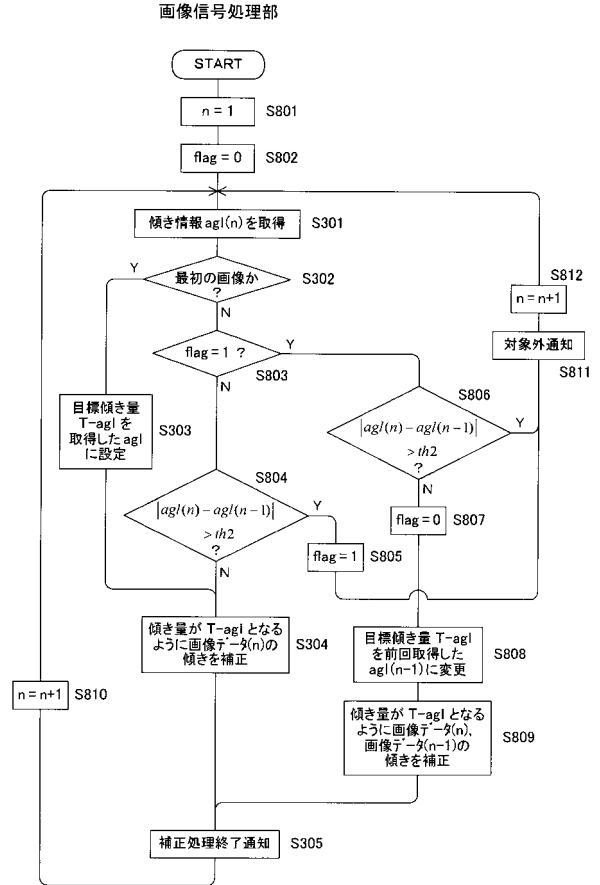 画像信号処理部
START
n = 1 S801
flag = 0 S802
傾き情報 agl(n) を取得 S301
最初の画像か
?
S302
Y
N
flag = 1 ?
S803
Y
N
目標傾き量
T-agl を
取得した agl
に設定
S303
S804
|agl(n) − agl(n−1)|
> th2
?
Y
N
flag = 1 S805
S806
|agl(n) − agl(n−1)|
> th2
?
Y
N
flag = 0 S807
S812
n = n+1
対象外通知
S811
傾き量が T-agl となる
ように画像データ(n)の
傾きを補正
S304
目標傾き量 T-agl
を前回取得した
agl(n-1) に変更
S808
傾き量が T-agl となる
ように画像データ(n)、
画像データ(n-1)の
傾きを補正
S809
n = n+1 S810
補正処理終了通知 S305